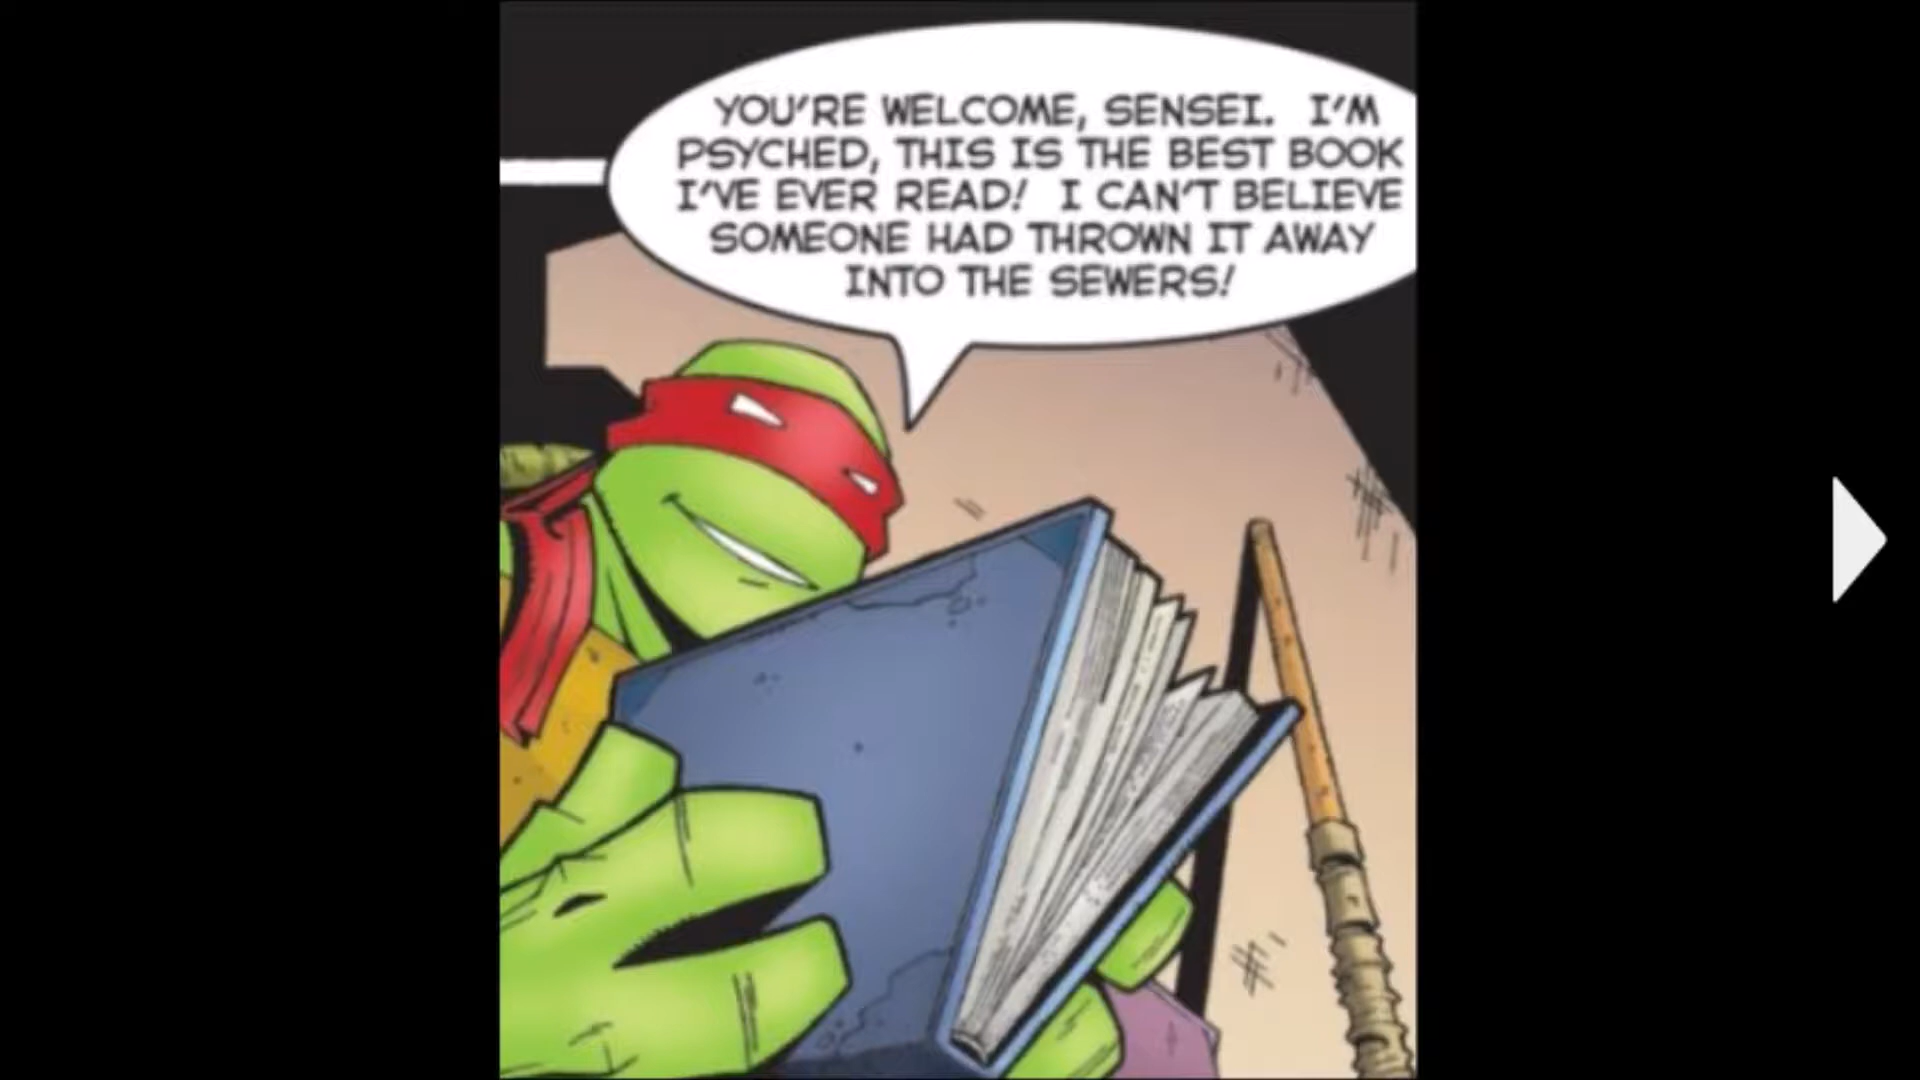 YOU'RE WELCOME, SENSEI. I'M
PSYCHED, THIS IS THE BEST BOOK
I'VE EVER READ! I CAN'T BELIEVE
SOMEONE HAD THROWN IT AWAY
INTO THE SEWERS!